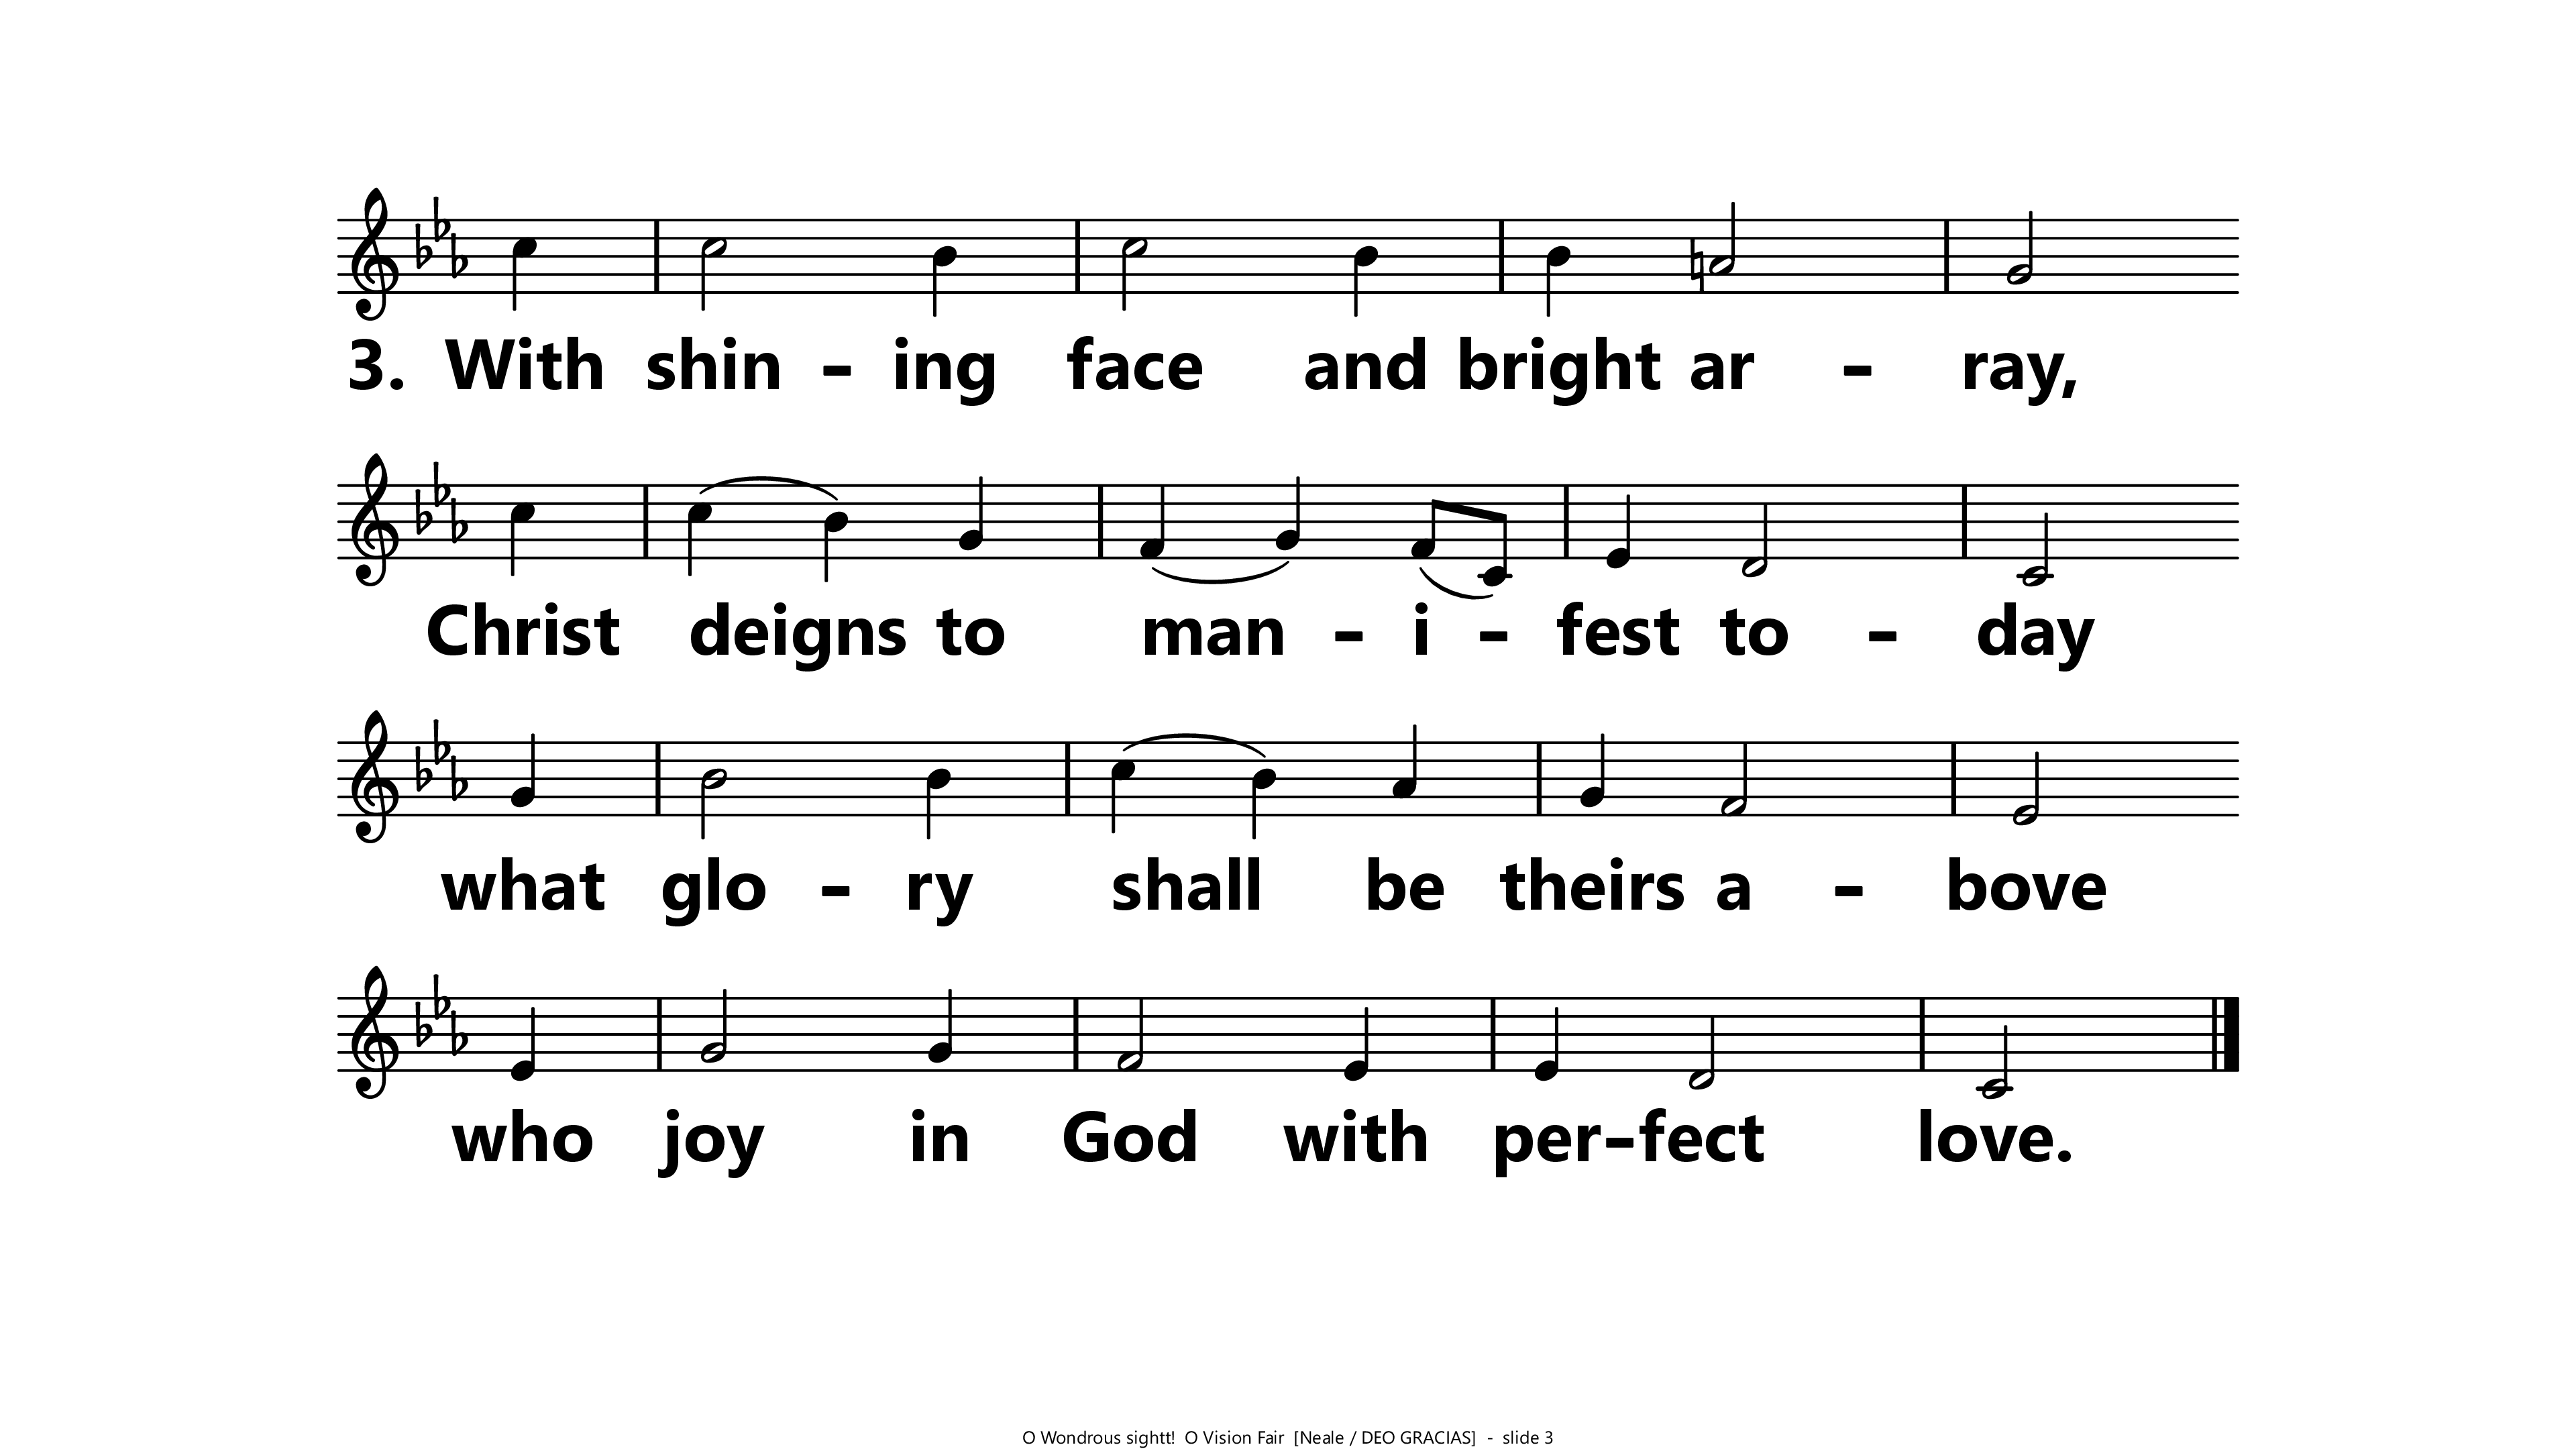 3. With shin - ing face and bright ar - ray,
Christ deigns to man - i - fest to - day
what glo - ry shall be theirs a - bove
who joy in God with per-fect love.
O Wondrous sightt! O Vision Fair [Neale / DEO GRACIAS] - slide 3